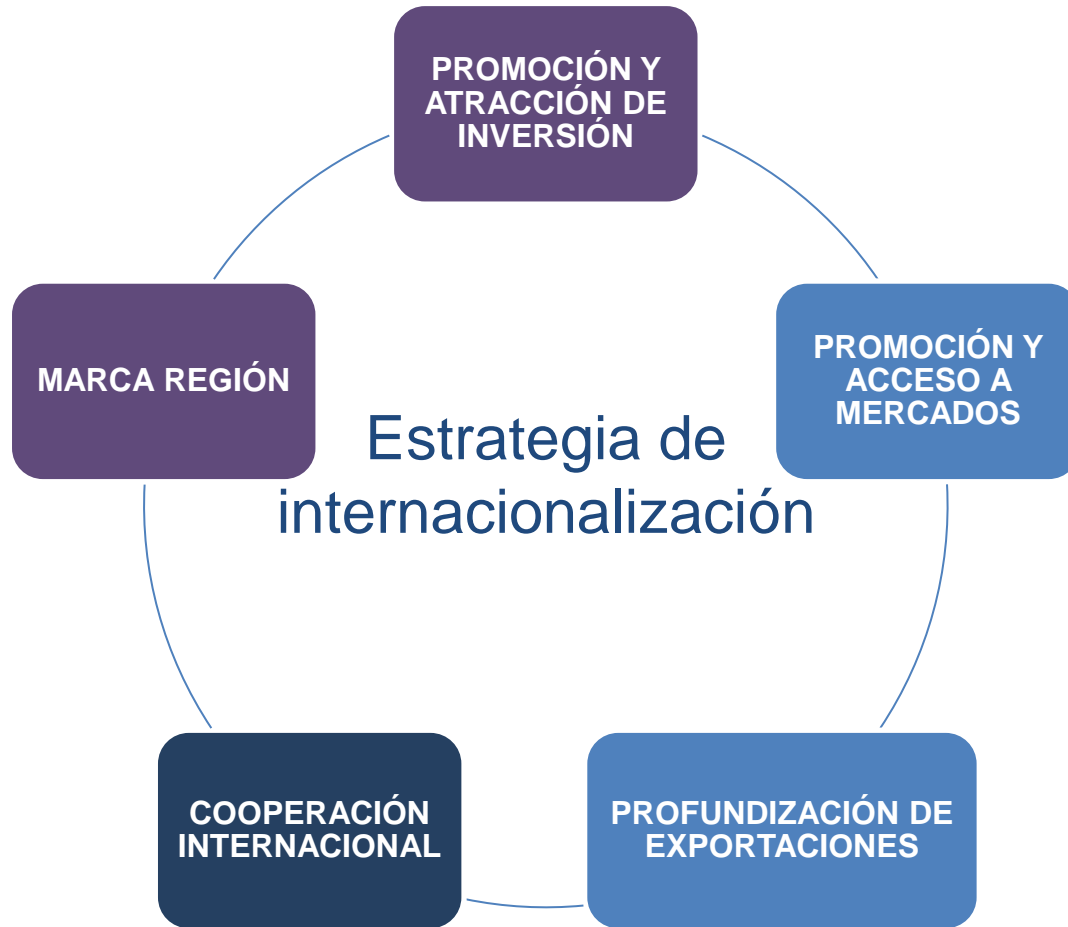 PROMOCIÓN Y
ATRACCIÓN DE
INVERSIÓN
PROMOCIÓN Y
ACCESO A
MERCADOS
MARCA REGIÓN
Estrategia de
internacionalización
COOPERACIÓN
INTERNACIONAL
PROFUNDIZACIÓN DE
EXPORTACIONES